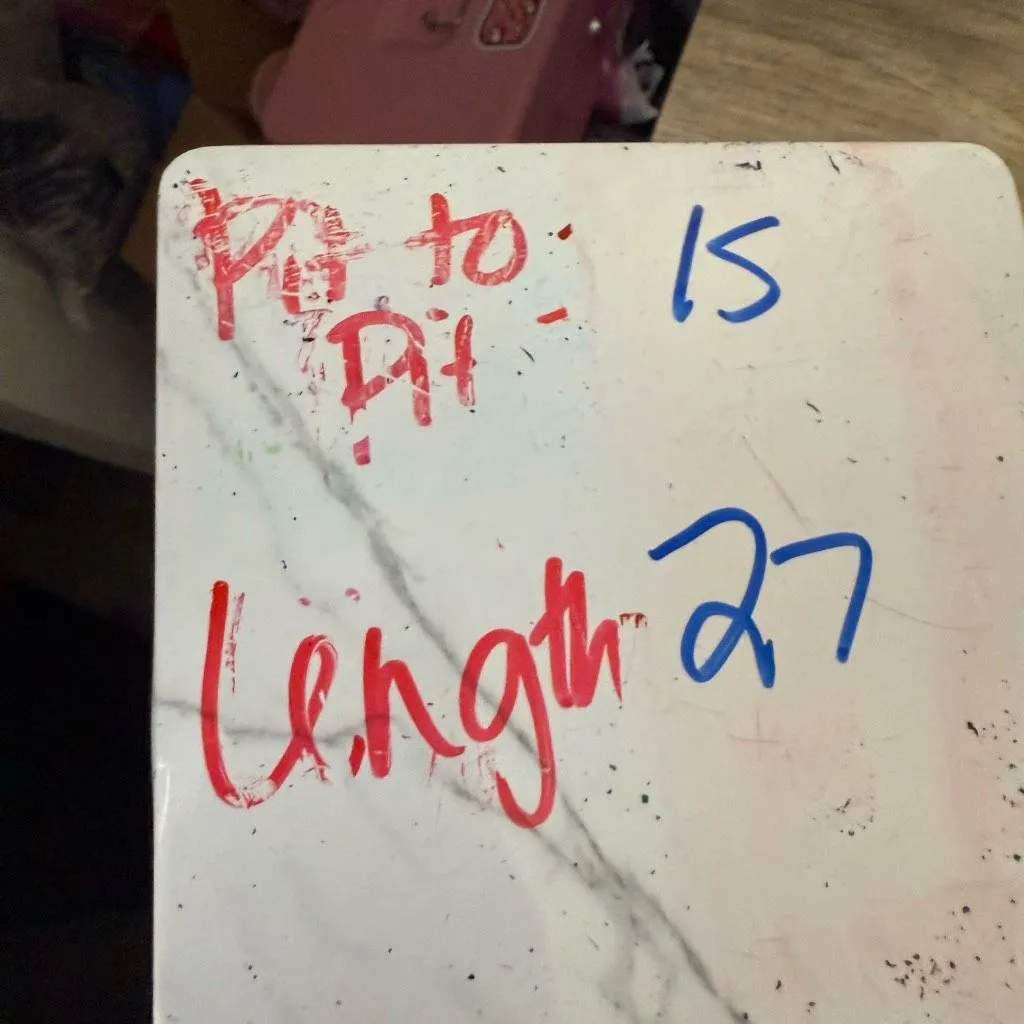 Pit to : 15
Pit
Length 27